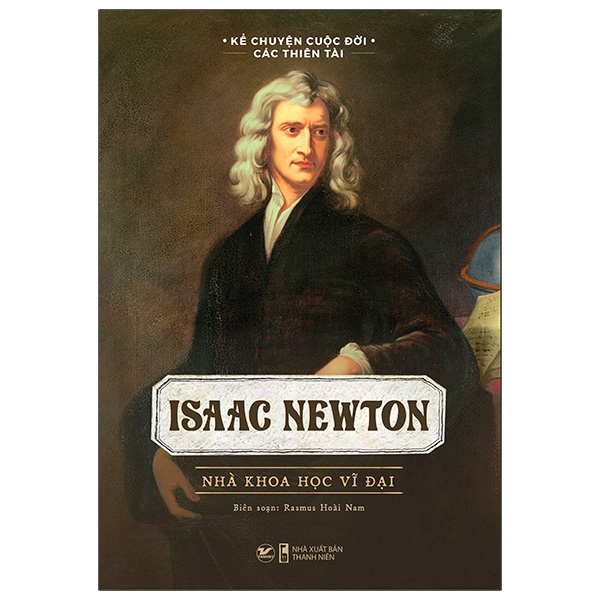 • KỂ CHUYỆN CUỘC ĐỜI •
CÁC THIÊN TÀI
ISAAC NEWTON
NHÀ KHOA HỌC VĨ ĐẠI
Biên soạn: Rasmus Hoài Nam
NHÀ XUẤT BẢN
THANH NIÊN